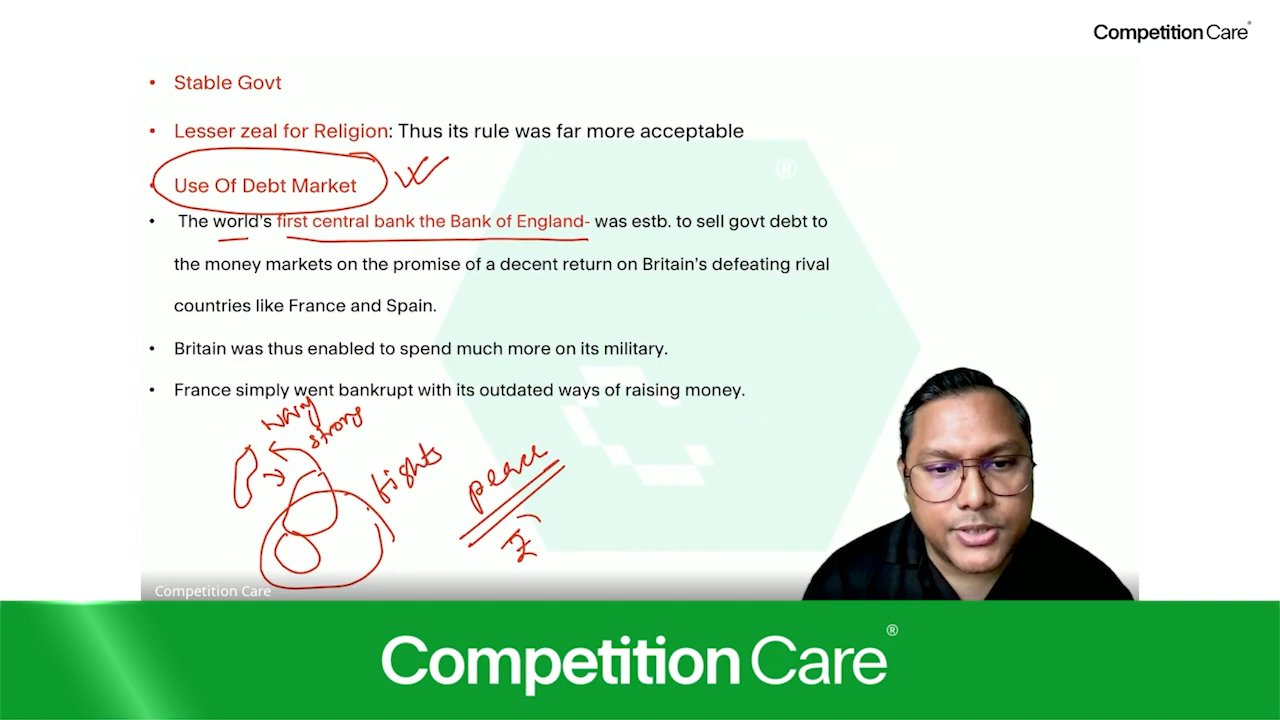 Competition Care®
• Stable Govt
• Lesser zeal for Religion: Thus its rule was far more acceptable
• Use Of Debt Market
®
• The world's first central bank the Bank of England- was estb. to sell govt debt to
the money markets on the promise of a decent return on Britain's defeating rival
countries like France and Spain.
• Britain was thus enabled to spend much more on its military.
• France simply went bankrupt with its outdated ways of raising money.
strong
fights
peace
₹
Competition Care
Competition Care®